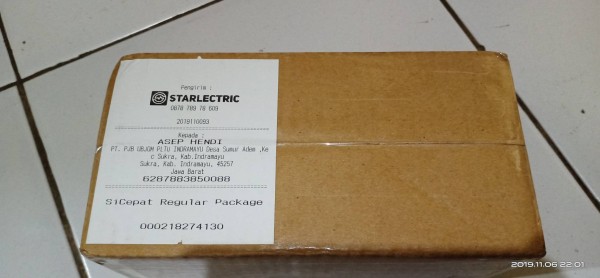 Pengirim :
STARLECTRIC
0878 789 78 609
2019110093
Kepada :
ASEP HENDI
PT. PJB UBJOM PLTU INDRAMAYU Desa Sumur Adem ,Ke
c Sukra, Kab.Indramayu
Sukra, Kab. Indramayu, 45257
Jawa Barat
6287883850088
SiCepat Regular Package
000218274130
2019.11.06 22:01